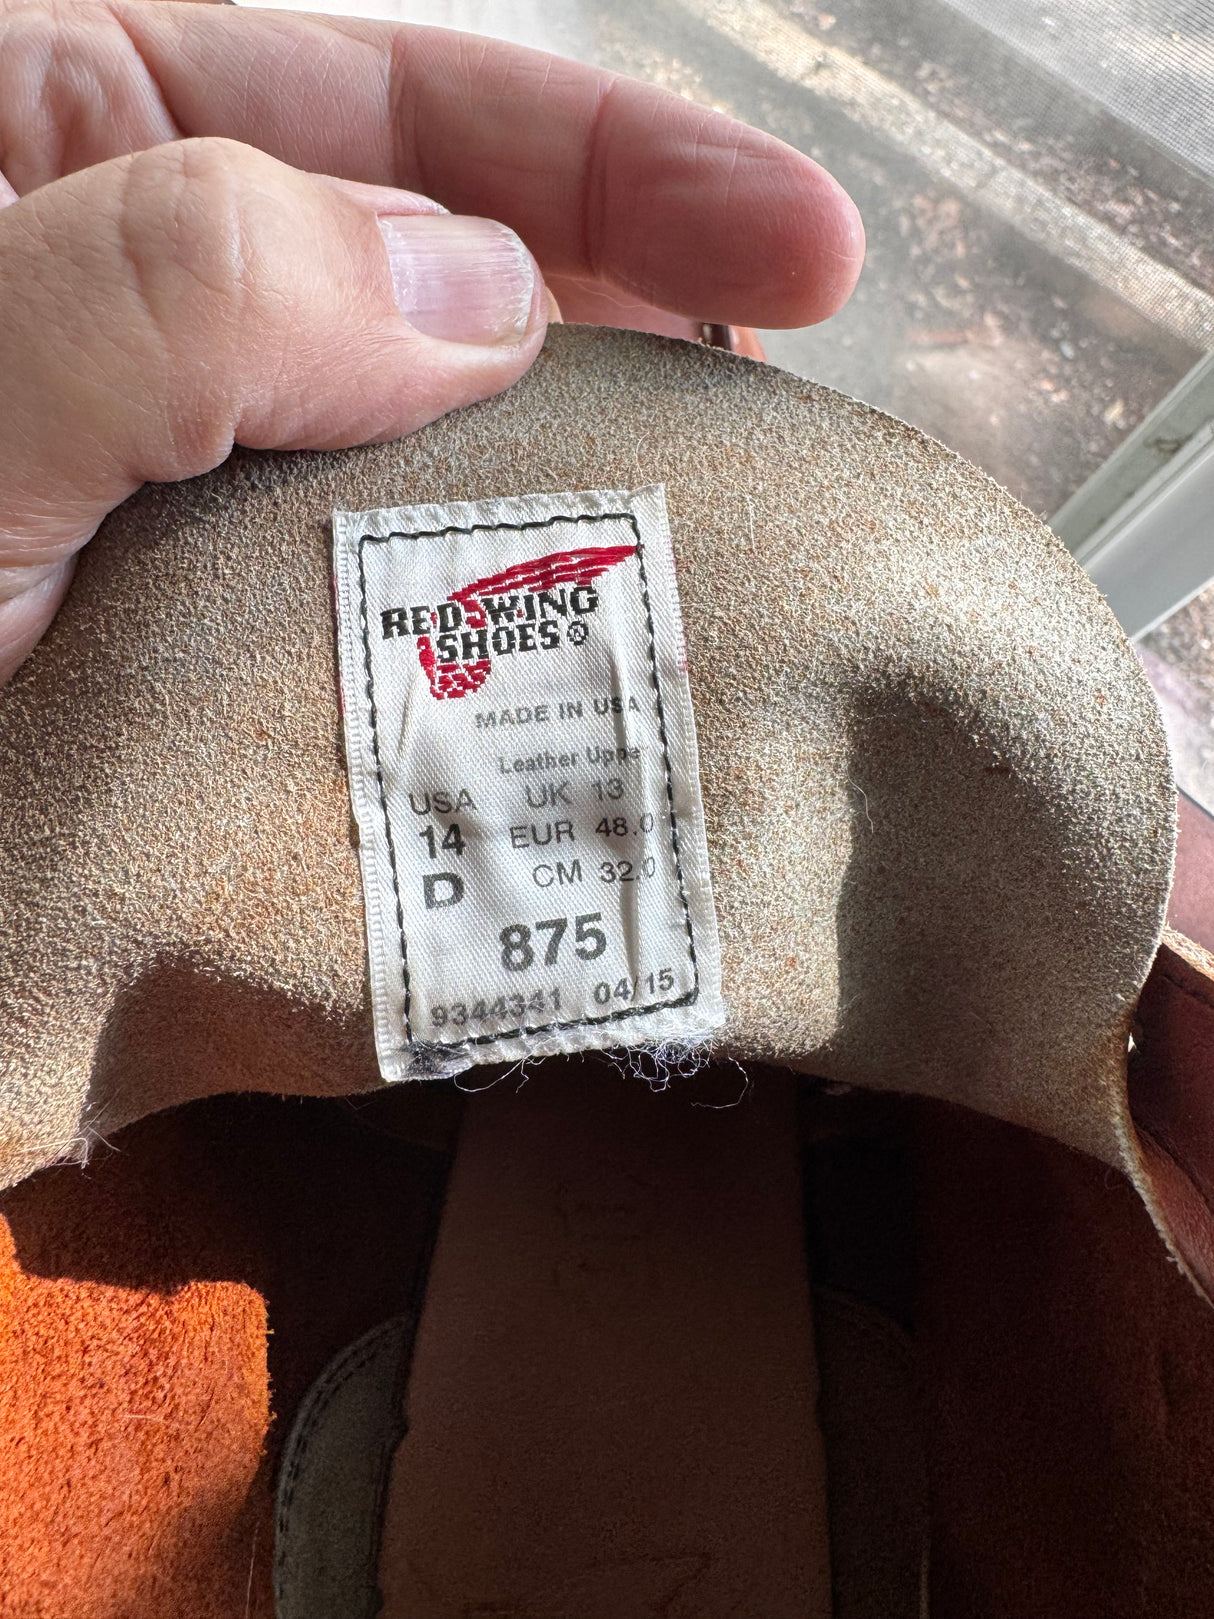 RED WING
SHOES®
MADE IN USA
Leather Uppe
USA UK 13
14 EUR 48.0
D CM 32.0
875
9344341 04/15